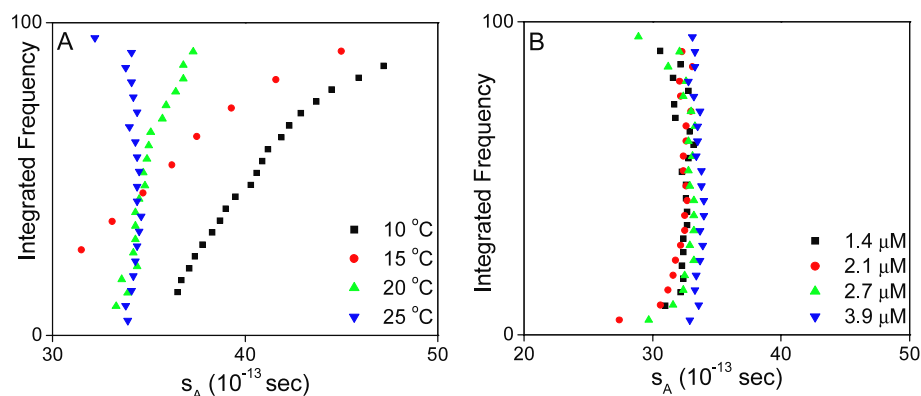 A
Integrated Frequency
100
0
10 °C
15 °C
20 °C
25 °C
30 40 50
s_A (10^-13 sec)
B
Integrated Frequency
100
0
1.4 μM
2.1 μM
2.7 μM
3.9 μM
20 30 40 50
s_A (10^-13 sec)